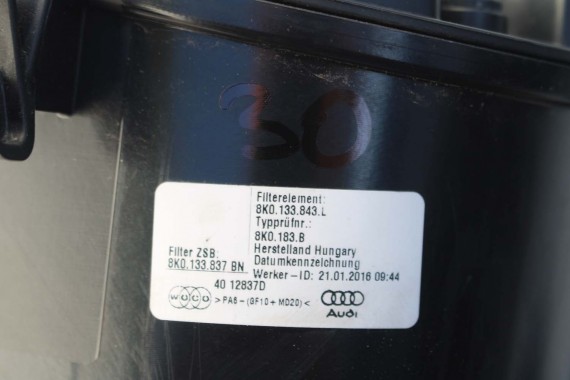 30
Filterelement:
8K0.133.843.L
Typprüfnr.:
8K0.183.B
Filter ZSB:
Herstelland Hungary
8K0.133.837 BN
Datumkennzeichnung
Werker-ID: 21.01.2016 09:44
40 12837D
WOCO >PA6-(GF10+MD20)<
Audi